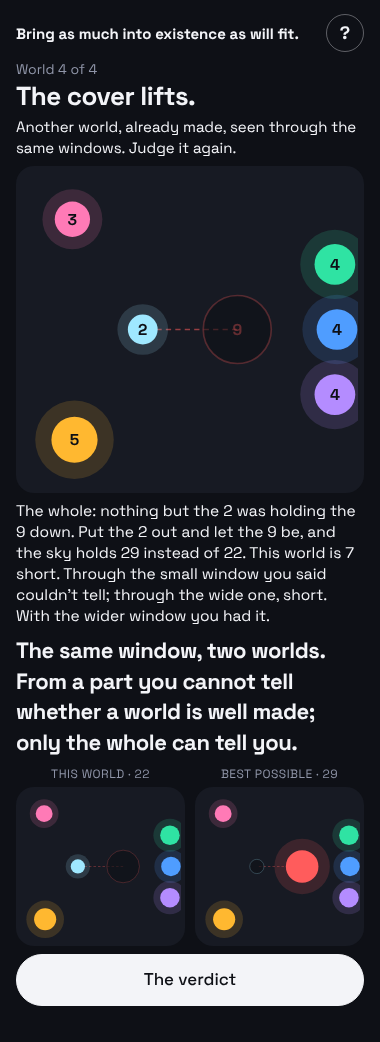 Bring as much into existence as will fit.
?
World 4 of 4
The cover lifts.
Another world, already made, seen through the
same windows. Judge it again.
3
4
2
9
4
4
5
The whole: nothing but the 2 was holding the
9 down. Put the 2 out and let the 9 be, and
the sky holds 29 instead of 22. This world is 7
short. Through the small window you said
couldn't tell; through the wide one, short.
With the wider window you had it.
The same window, two worlds.
From a part you cannot tell
whether a world is well made;
only the whole can tell you.
THIS WORLD · 22
BEST POSSIBLE · 29
The verdict